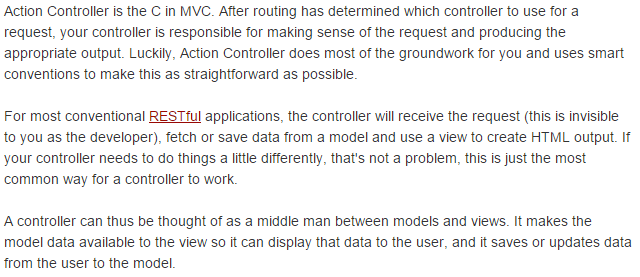 Action Controller is the C in MVC. After routing has determined which controller to use for a
request, your controller is responsible for making sense of the request and producing the
appropriate output. Luckily, Action Controller does most of the groundwork for you and uses smart
conventions to make this as straightforward as possible.
For most conventional RESTful applications, the controller will receive the request (this is invisible
to you as the developer), fetch or save data from a model and use a view to create HTML output. If
your controller needs to do things a little differently, that's not a problem, this is just the most
common way for a controller to work.
A controller can thus be thought of as a middle man between models and views. It makes the
model data available to the view so it can display that data to the user, and it saves or updates data
from the user to the model.